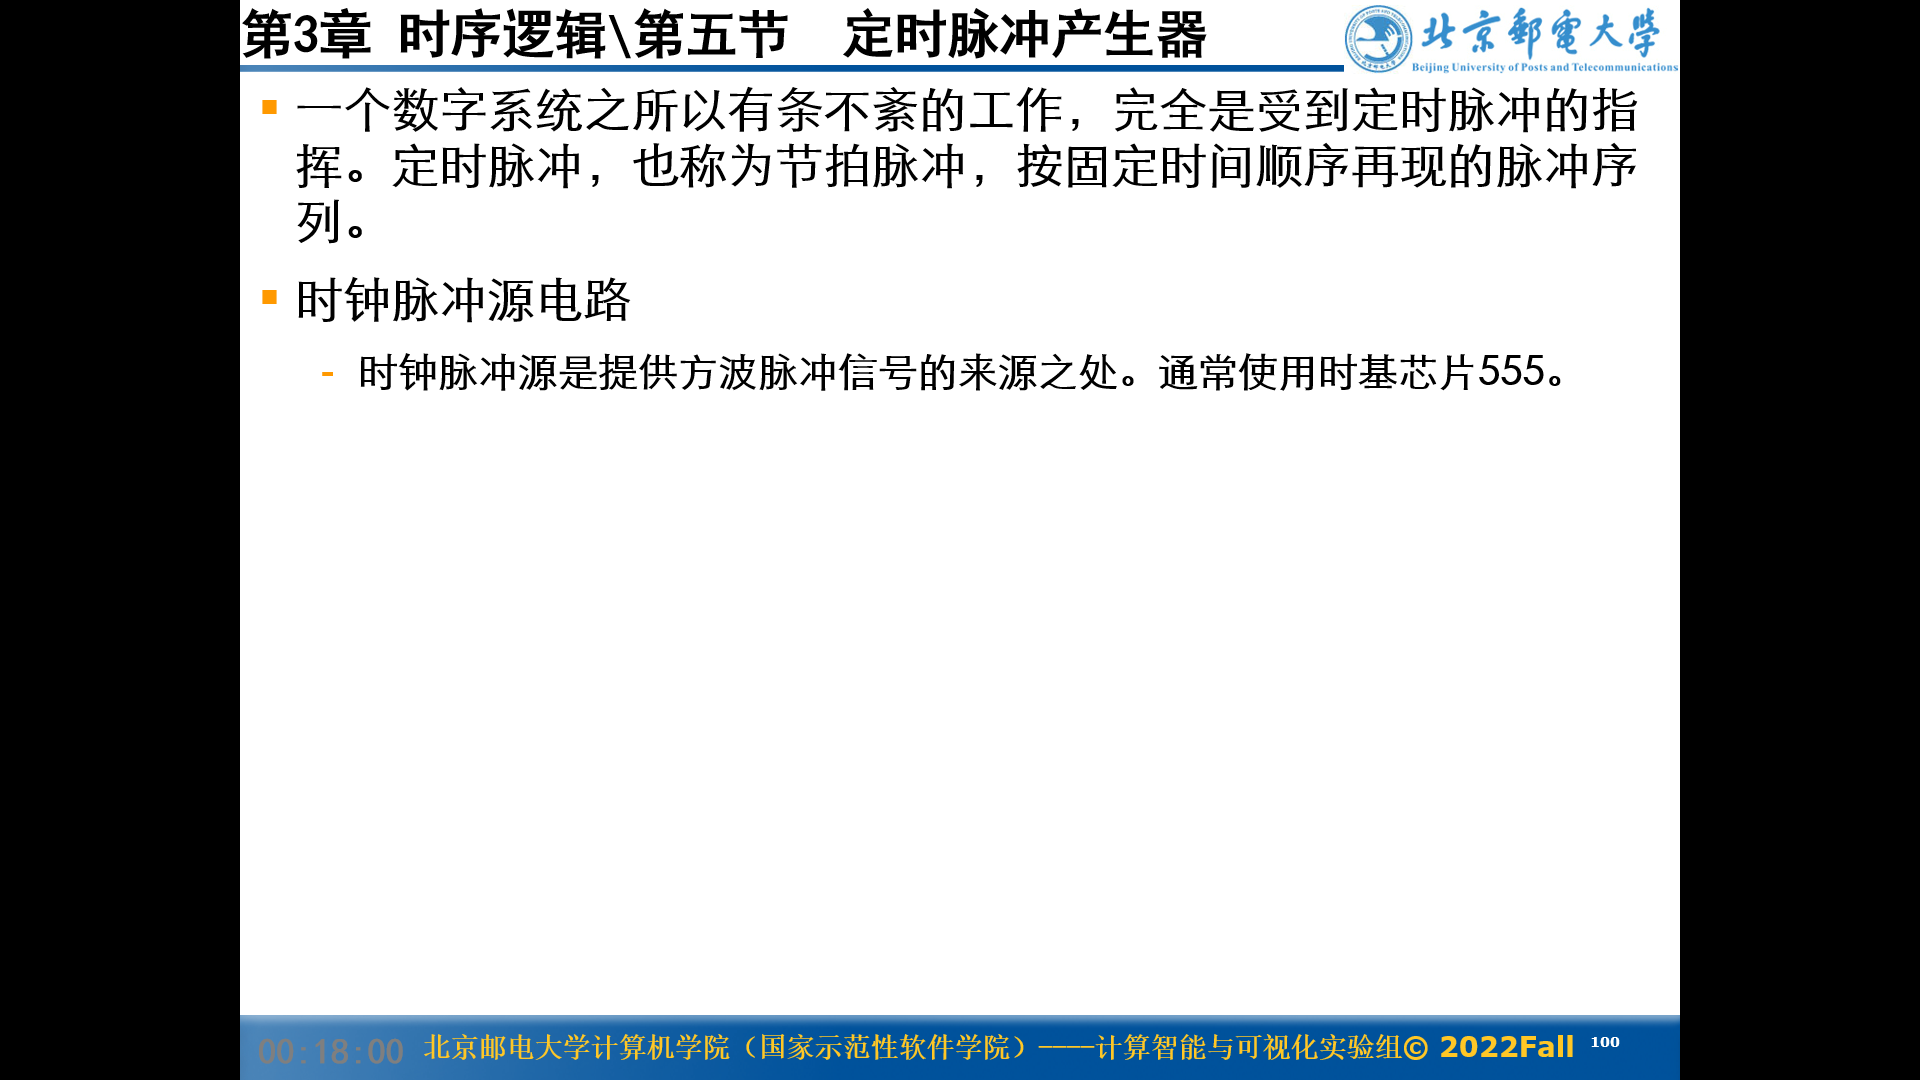 第3章 时序逻辑\第五节 定时脉冲产生器
北京郵電大學
Beijing University of Posts and Telecommunications
一个数字系统之所以有条不紊的工作，完全是受到定时脉冲的指
挥。定时脉冲，也称为节拍脉冲，按固定时间顺序再现的脉冲序
列。
时钟脉冲源电路
- 时钟脉冲源是提供方波脉冲信号的来源之处。通常使用时基芯片555。
00:18:00 北京邮电大学计算机学院（国家示范性软件学院）————计算智能与可视化实验组© 2022Fall 100